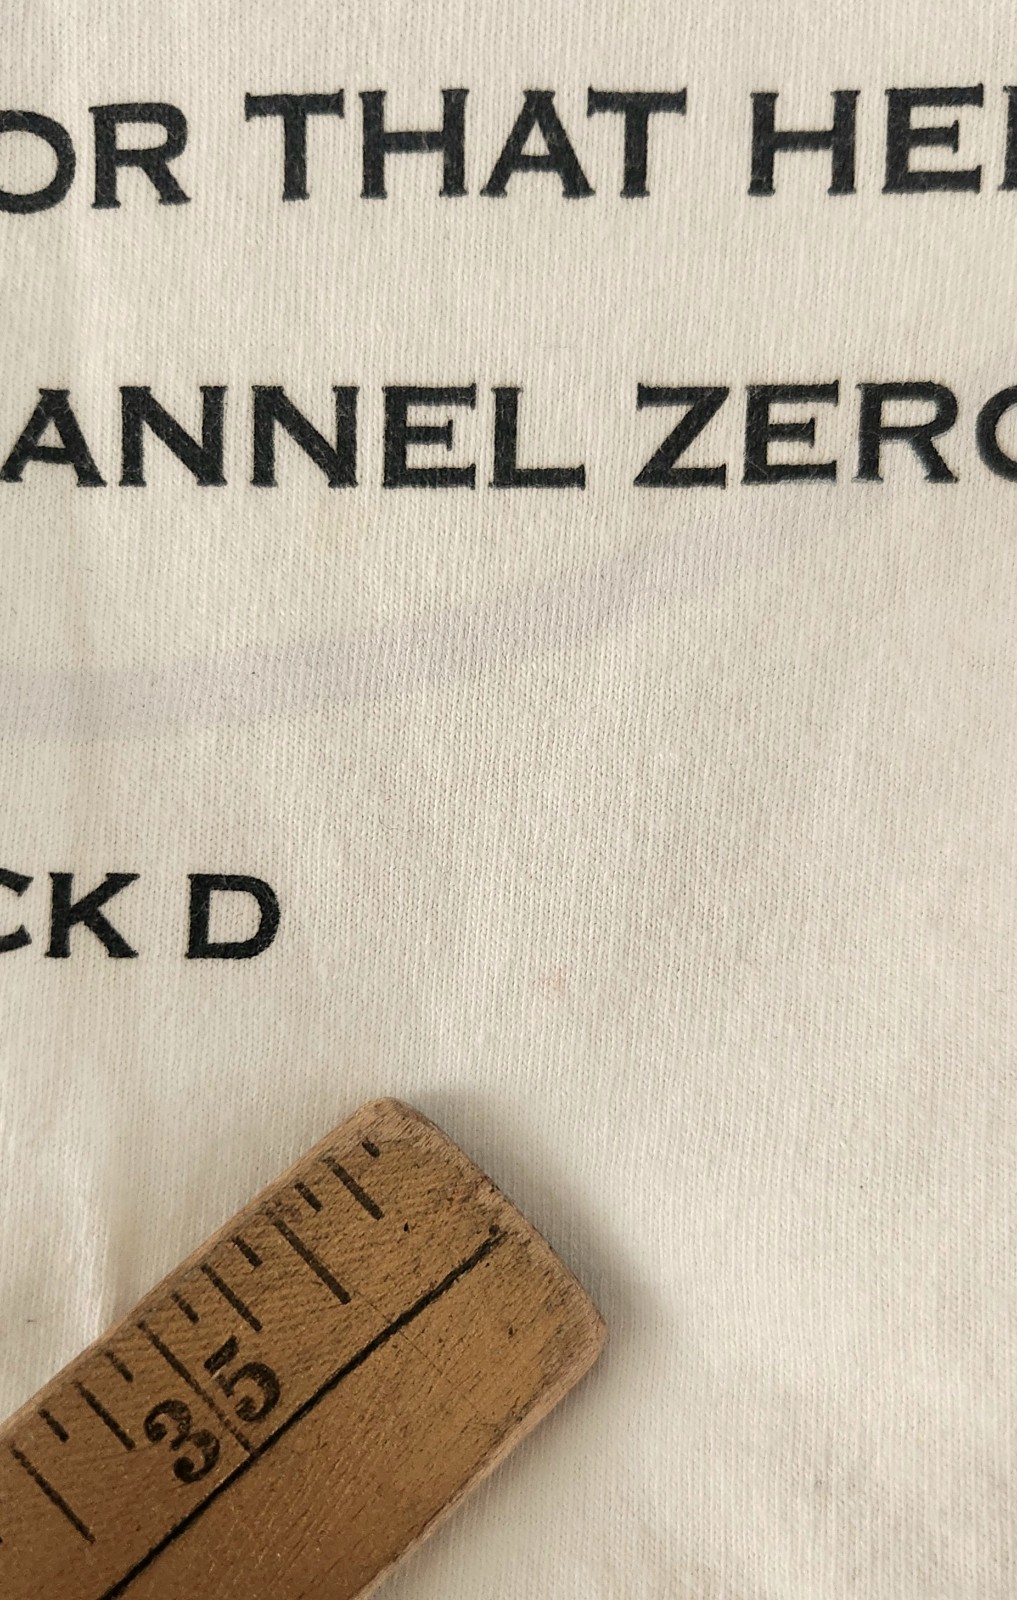 OR THAT HE
ANNEL ZERO
CK D
35